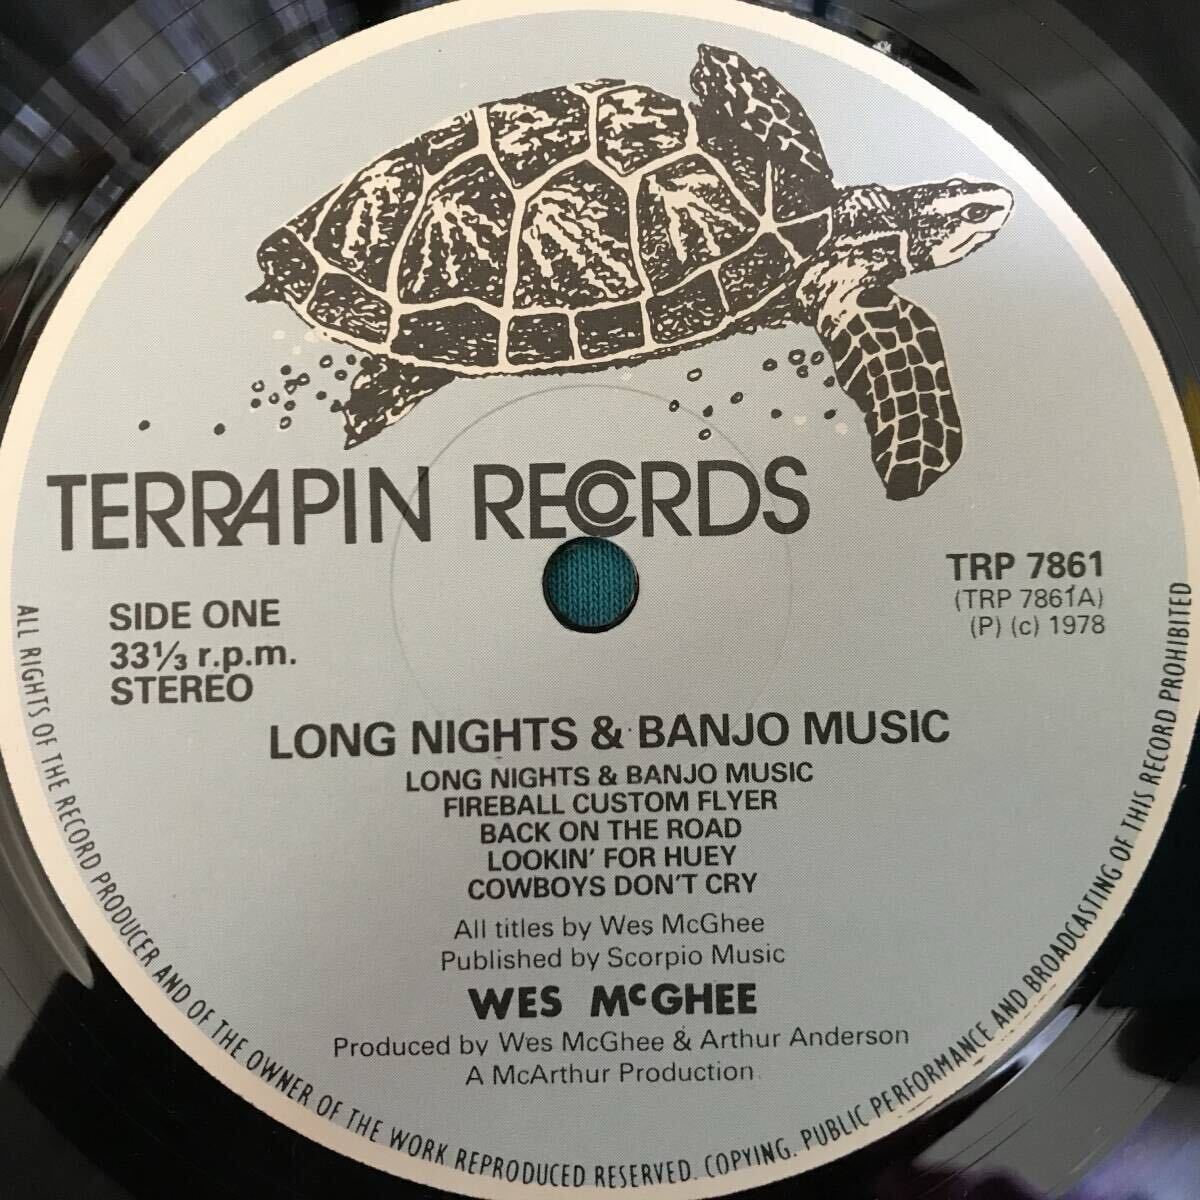 TERRAPIN RECORDS
SIDE ONE
33⅓ r.p.m.
STEREO
TRP 7861
(TRP 7861A)
(P) (c) 1978
LONG NIGHTS & BANJO MUSIC
LONG NIGHTS & BANJO MUSIC
FIREBALL CUSTOM FLYER
BACK ON THE ROAD
LOOKIN' FOR HUEY
COWBOYS DON'T CRY
All titles by Wes McGhee
Published by Scorpio Music
WES McGHEE
Produced by Wes McGhee & Arthur Anderson
A McArthur Production
ALL RIGHTS OF THE RECORD PRODUCER AND OF THE OWNER OF THE WORK REPRODUCED RESERVED. COPYING, PUBLIC PERFORMANCE AND BROADCASTING OF THIS RECORD PROHIBITED